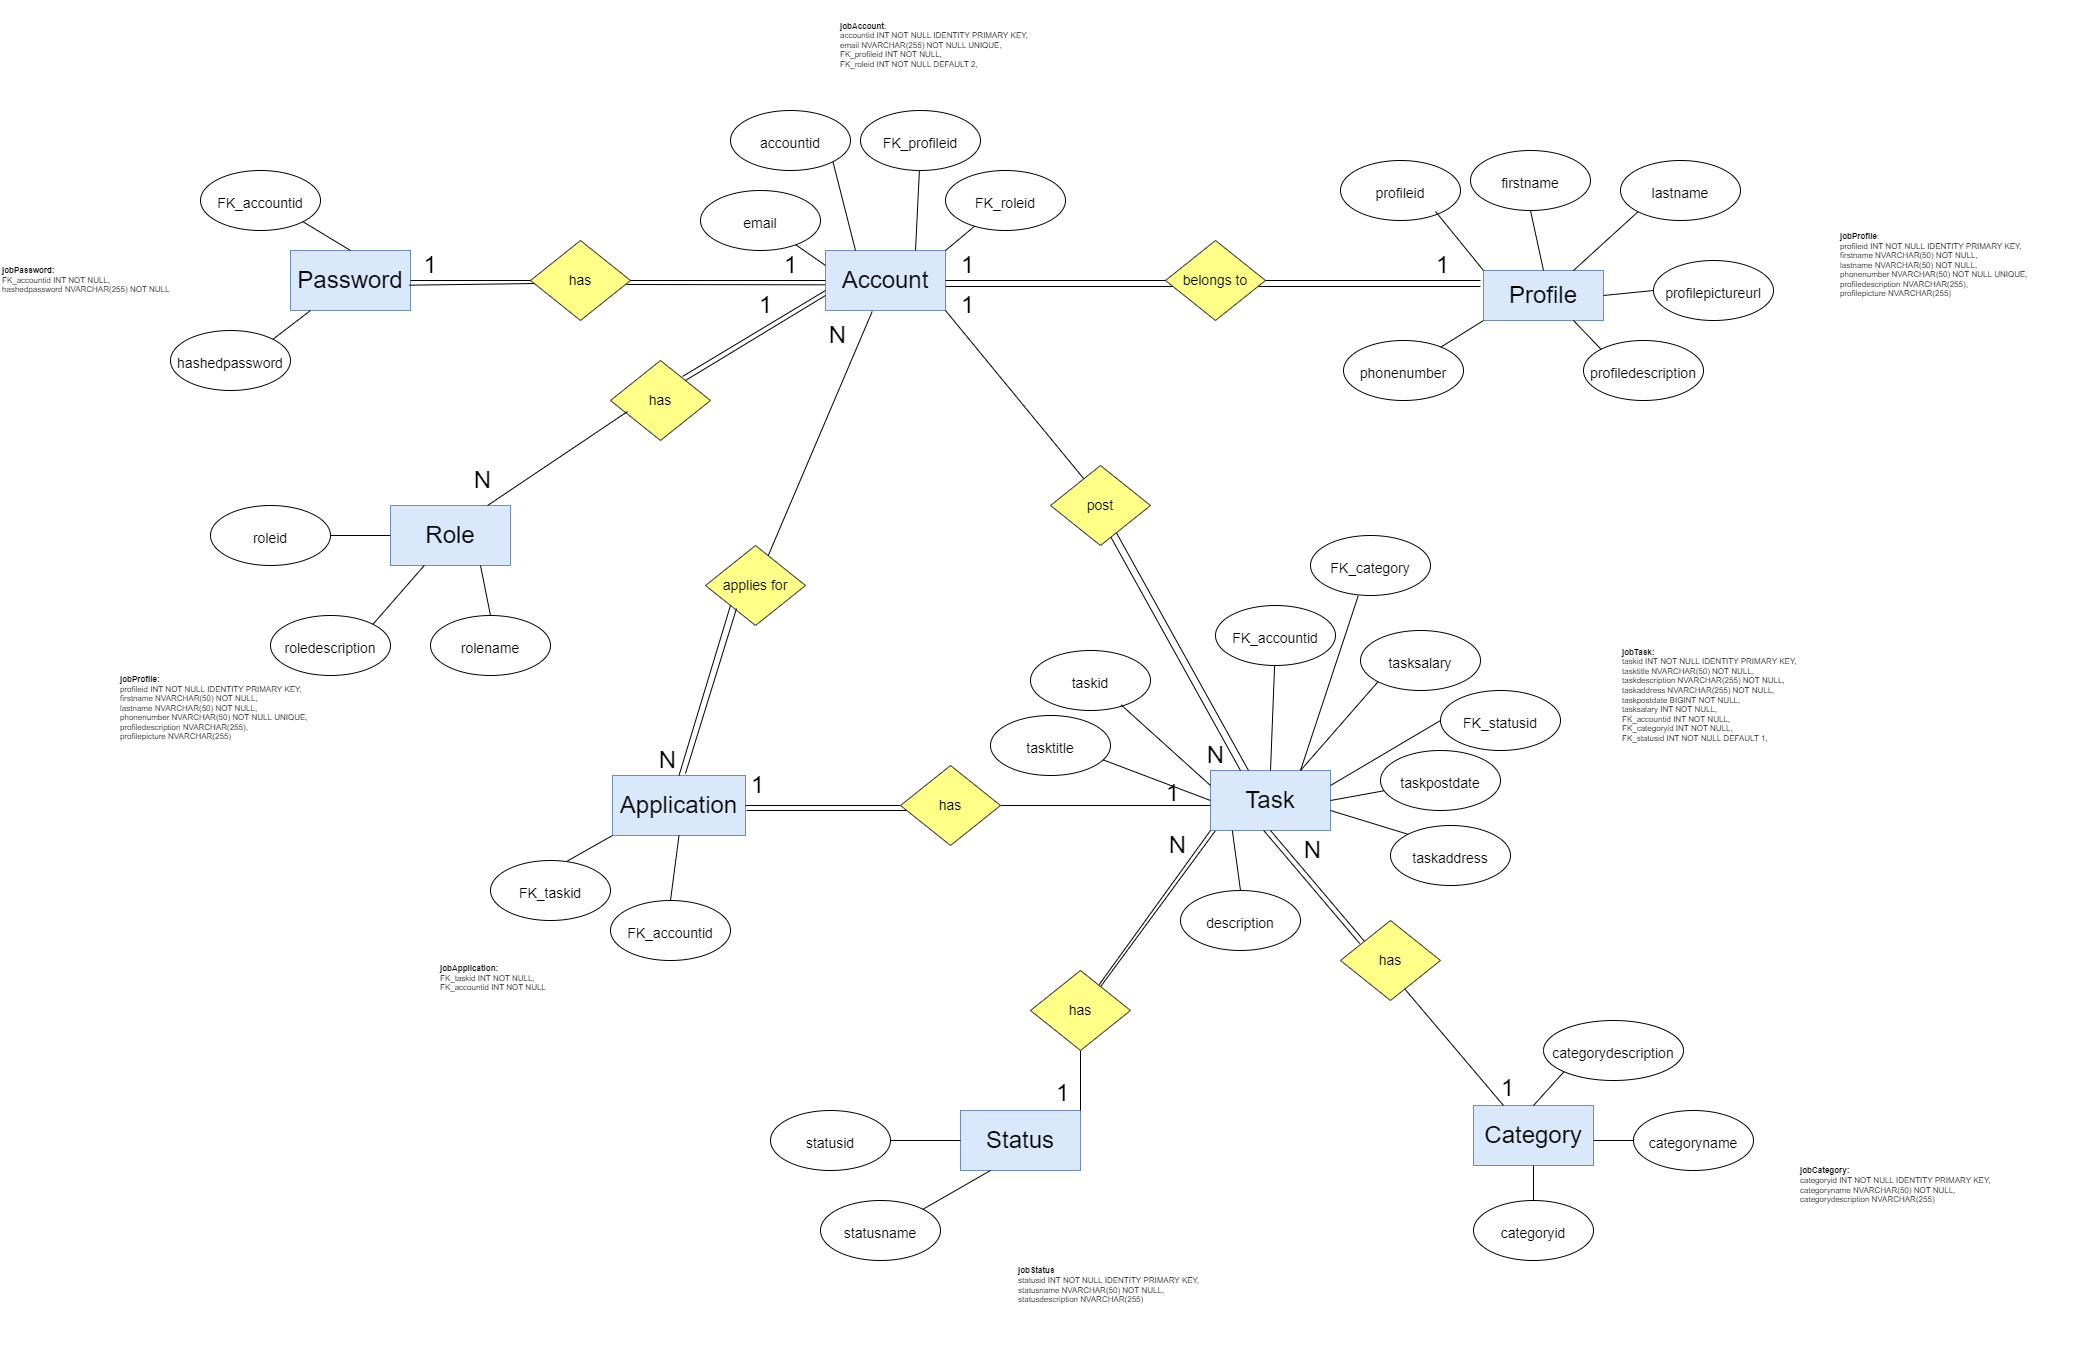 jobAccount:
accountid INT NOT NULL IDENTITY PRIMARY KEY,
email NVARCHAR(255) NOT NULL UNIQUE,
FK_profileid INT NOT NULL,
FK_roleid INT NOT NULL DEFAULT 2,
accountid
FK_profileid
FK_accountid
email
FK_roleid
profileid
firstname
lastname
jobProfile:
profileid INT NOT NULL IDENTITY PRIMARY KEY,
firstname NVARCHAR(50) NOT NULL,
lastname NVARCHAR(50) NOT NULL,
phonenumber NVARCHAR(50) NOT NULL UNIQUE,
profiledescription NVARCHAR(255),
profilepicture NVARCHAR(255)
jobPassword:
FK_accountid INT NOT NULL,
hashedpassword NVARCHAR(255) NOT NULL
Password
1
has
1
Account
1
belongs to
1
Profile
profilepictureurl
1
1
N
hashedpassword
phonenumber
profiledescription
has
N
post
Role
roleid
roledescription
rolename
applies for
FK_category
FK_accountid
taskid
tasksalary
tasktitle
FK_statusid
jobProfile:
profileid INT NOT NULL IDENTITY PRIMARY KEY,
firstname NVARCHAR(50) NOT NULL,
lastname NVARCHAR(50) NOT NULL,
phonenumber NVARCHAR(50) NOT NULL UNIQUE,
profiledescription NVARCHAR(255),
profilepicture NVARCHAR(255)
jobTask:
taskid INT NOT NULL IDENTITY PRIMARY KEY,
tasktitle NVARCHAR(50) NOT NULL,
taskdescription NVARCHAR(255) NOT NULL,
taskaddress NVARCHAR(255) NOT NULL,
taskpostdate BIGINT NOT NULL,
tasksalary INT NOT NULL,
FK_accountid INT NOT NULL,
FK_categoryid INT NOT NULL,
FK_statusid INT NOT NULL DEFAULT 1,
N
N
Application
1
has
1
Task
taskpostdate
taskaddress
N
N
FK_taskid
FK_accountid
description
jobApplication:
FK_taskid INT NOT NULL,
FK_accountid INT NOT NULL
has
has
1
1
Status
statusid
statusname
Category
categorydescription
categoryname
categoryid
jobCategory:
categoryid INT NOT NULL IDENTITY PRIMARY KEY,
categoryname NVARCHAR(50) NOT NULL,
categorydescription NVARCHAR(255)
jobStatus
statusid INT NOT NULL IDENTITY PRIMARY KEY,
statusname NVARCHAR(50) NOT NULL,
statusdescription NVARCHAR(255)